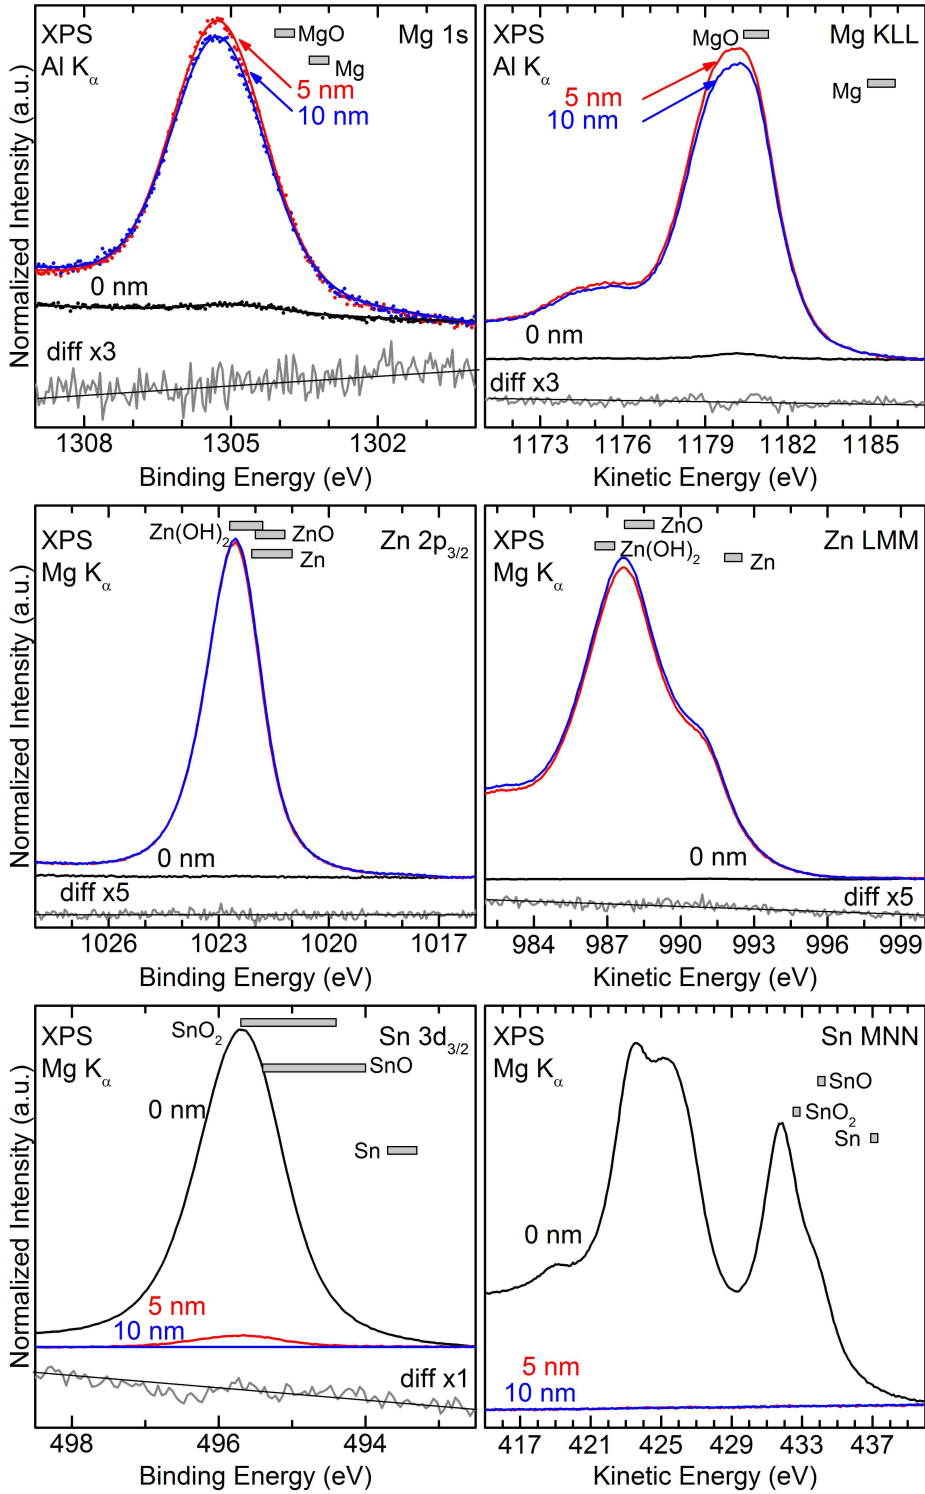 XPS
Al Kα
MgO
Mg
Mg 1s
5 nm
10 nm
0 nm
diff x3
1308
1305
1302
Binding Energy (eV)
Normalized Intensity (a.u.)
XPS
Al Kα
MgO
Mg KLL
Mg
5 nm
10 nm
0 nm
diff x3
1173
1176
1179
1182
1185
Kinetic Energy (eV)
XPS
Mg Kα
Zn(OH)2
ZnO
Zn
Zn 2p3/2
0 nm
diff x5
1026
1023
1020
1017
Binding Energy (eV)
Normalized Intensity (a.u.)
XPS
Mg Kα
ZnO
Zn(OH)2
Zn
Zn LMM
0 nm
diff x5
984
987
990
993
996
999
Kinetic Energy (eV)
XPS
Mg Kα
SnO2
Sn 3d3/2
SnO
0 nm
Sn
5 nm
10 nm
diff x1
498
496
494
Binding Energy (eV)
Normalized Intensity (a.u.)
XPS
Mg Kα
Sn MNN
SnO
SnO2
Sn
0 nm
5 nm
10 nm
417
421
425
429
433
437
Kinetic Energy (eV)